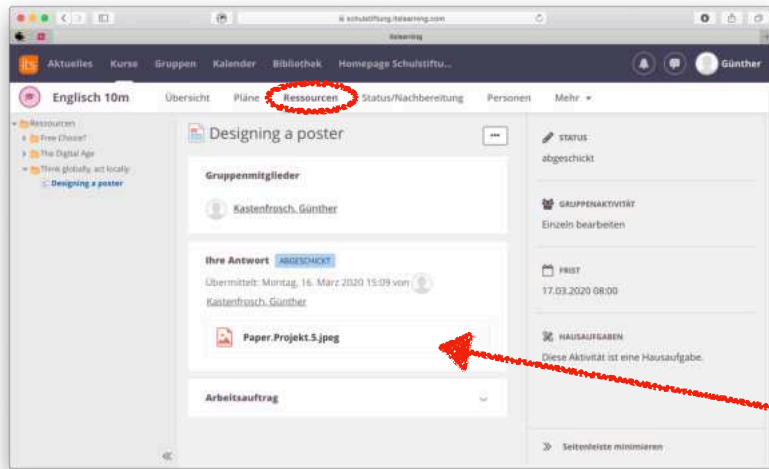 schulstiftung.itslearning.com
itslearning
its Aktuelles Kurse Gruppen Kalender Bibliothek Homepage Schulstiftu... Günther
Englisch 10m Übersicht Pläne Ressourcen Status/Nachbereitung Personen Mehr
Ressourcen
Free Choice?
The Digital Age
Think globally, act locally
Designing a poster
Designing a poster
Gruppenmitglieder
Kastenfrosch, Günther
Ihre Antwort ABGESCHICKT
Übermittelt: Montag, 16. März 2020 15:09 von
Kastenfrosch, Günther
Paper.Projekt.5.jpeg
Arbeitsauftrag
STATUS
abgeschickt
GRUPPENAKTIVITÄT
Einzeln bearbeiten
FRIST
17.03.2020 08:00
HAUSAUFGABEN
Diese Aktivität ist eine Hausaufgabe.
Seitenleiste minimieren